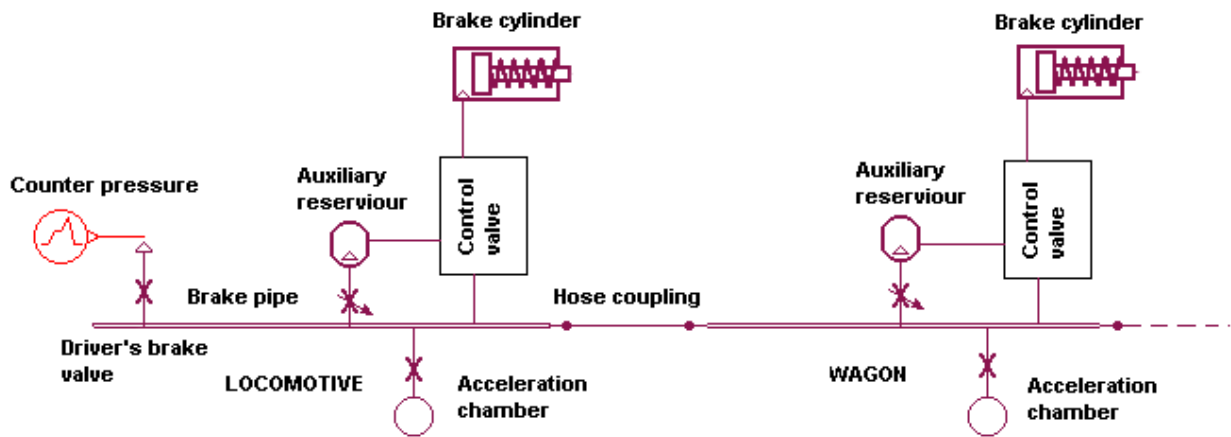 Brake cylinder
Brake cylinder
Counter pressure
Auxiliary
reserviour
Control
valve
Auxiliary
reserviour
Control
valve
Brake pipe
Hose coupling
Driver's brake
valve
LOCOMOTIVE
Acceleration
chamber
WAGON
Acceleration
chamber